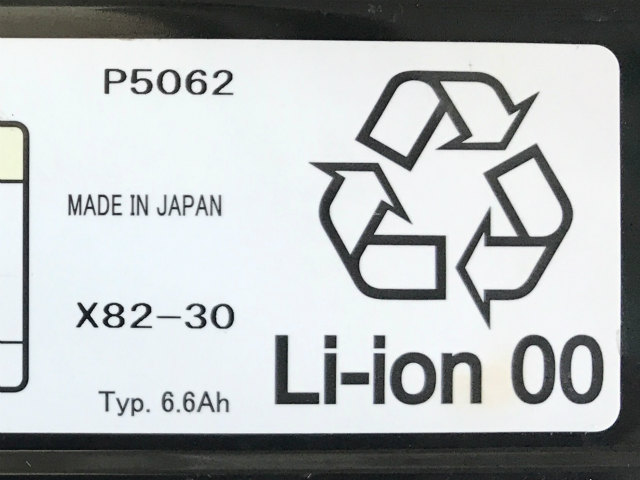 P5062
MADE IN JAPAN
X82-30
Typ. 6.6Ah
Li-ion 00